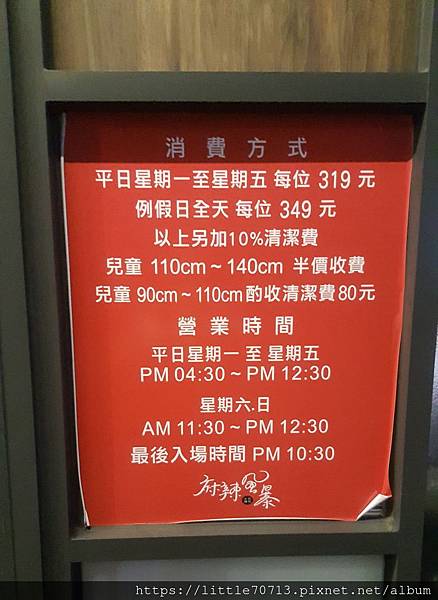 消費方式
平日星期一至星期五 每位 319 元
例假日全天 每位 349 元
以上另加10%清潔費
兒童 110cm ~ 140cm 半價收費
兒童 90cm ~ 110cm 酌收清潔費 80元
營業時間
平日星期一 至 星期五
PM 04:30 ~ PM 12:30
星期六.日
AM 11:30 ~ PM 12:30
最後入場時間 PM 10:30
府辣風暴
https://little70713.pixnet.net/album